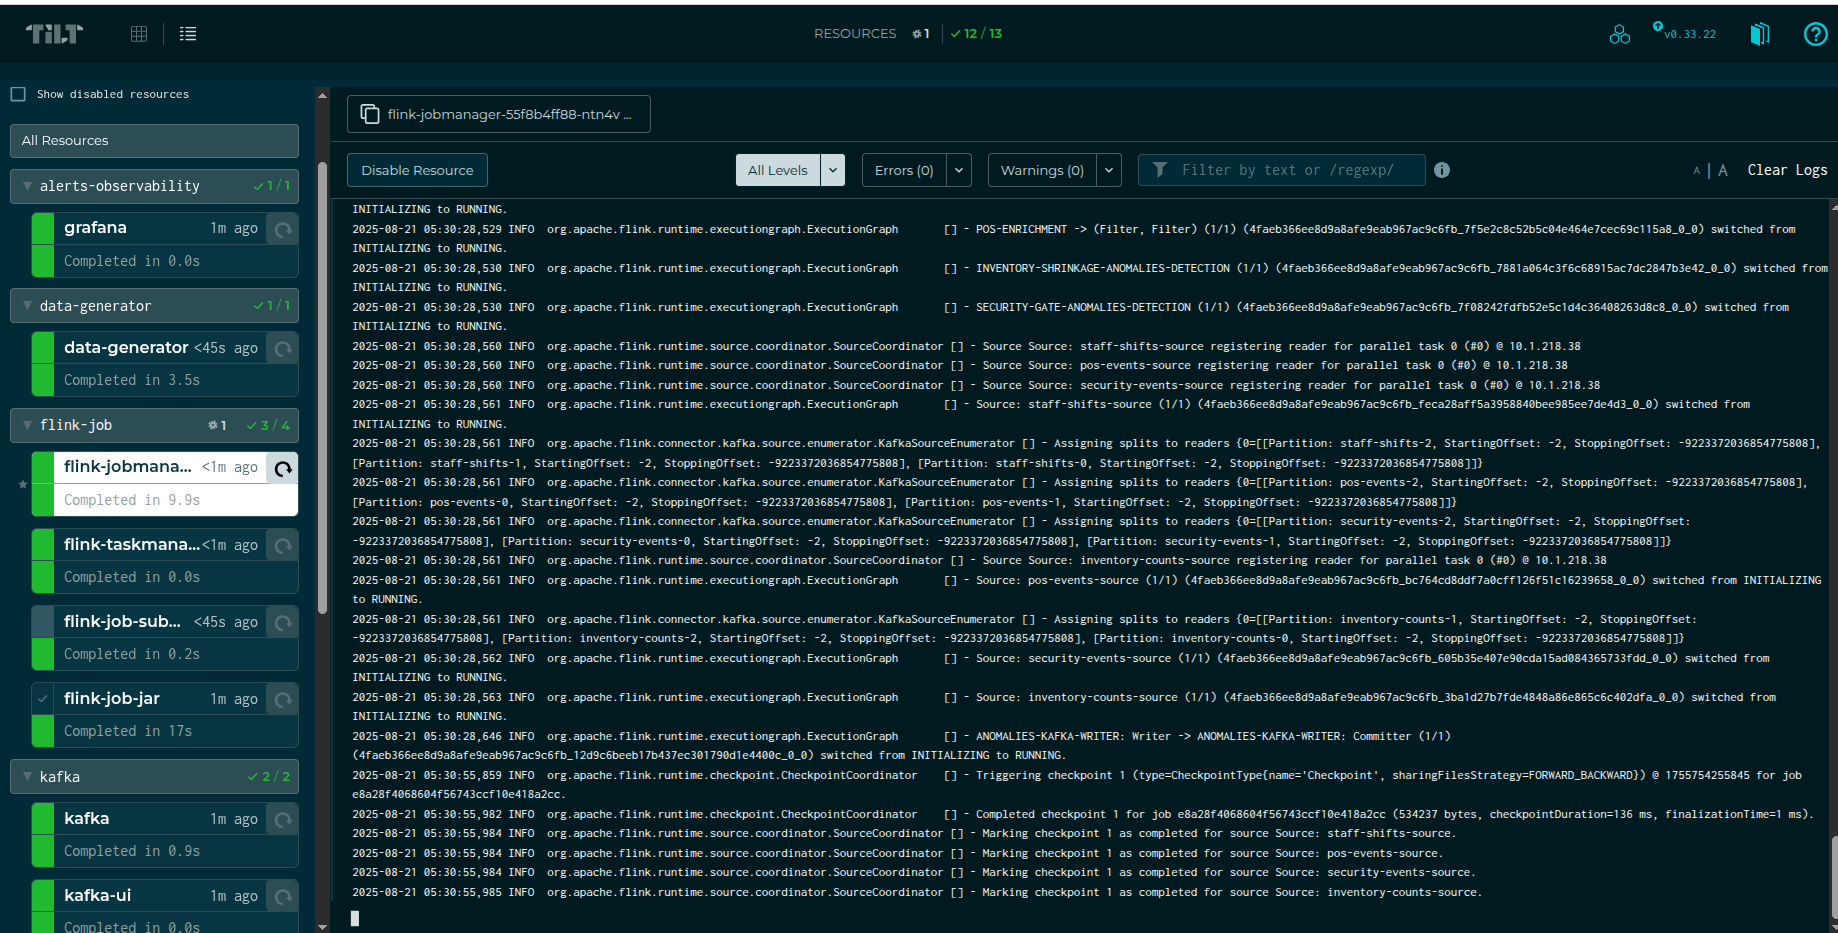 TILT
RESOURCES 1 12 / 13
v0.33.22
Show disabled resources
All Resources
alerts-observability 1 / 1
grafana 1m ago
Completed in 0.0s
data-generator 1 / 1
data-generator <45s ago
Completed in 3.5s
flink-job 1 3 / 4
flink-jobmana... <1m ago
Completed in 9.9s
flink-taskmana... <1m ago
Completed in 0.0s
flink-job-sub... <45s ago
Completed in 0.2s
flink-job-jar 1m ago
Completed in 17s
kafka 2 / 2
kafka 1m ago
Completed in 0.9s
kafka-ui 1m ago
Completed in 0.0s
flink-jobmanager-55f8b4ff88-ntn4v ...
Disable Resource
All Levels
Errors (0)
Warnings (0)
Filter by text or /regexp/
A | A
Clear Logs
INITIALIZING to RUNNING.
2025-08-21 05:30:28,529 INFO org.apache.flink.runtime.executiongraph.ExecutionGraph [] - POS-ENRICHMENT -> (Filter, Filter) (1/1) (4faeb366ee8d9a8afe9eab967ac9c6fb_7f5e2c8c52b5c04e464e7cec69c115a8_0_0) switched from
INITIALIZING to RUNNING.
2025-08-21 05:30:28,530 INFO org.apache.flink.runtime.executiongraph.ExecutionGraph [] - INVENTORY-SHRINKAGE-ANOMALIES-DETECTION (1/1) (4faeb366ee8d9a8afe9eab967ac9c6fb_7881a064c3f6c68915ac7dc2847b3e42_0_0) switched from
INITIALIZING to RUNNING.
2025-08-21 05:30:28,530 INFO org.apache.flink.runtime.executiongraph.ExecutionGraph [] - SECURITY-GATE-ANOMALIES-DETECTION (1/1) (4faeb366ee8d9a8afe9eab967ac9c6fb_7f08242fdfb52e5c1d4c36408263d8c8_0_0) switched from
INITIALIZING to RUNNING.
2025-08-21 05:30:28,560 INFO org.apache.flink.runtime.source.coordinator.SourceCoordinator [] - Source Source: staff-shifts-source registering reader for parallel task 0 (#0) @ 10.1.218.38
2025-08-21 05:30:28,560 INFO org.apache.flink.runtime.source.coordinator.SourceCoordinator [] - Source Source: pos-events-source registering reader for parallel task 0 (#0) @ 10.1.218.38
2025-08-21 05:30:28,560 INFO org.apache.flink.runtime.source.coordinator.SourceCoordinator [] - Source Source: security-events-source registering reader for parallel task 0 (#0) @ 10.1.218.38
2025-08-21 05:30:28,561 INFO org.apache.flink.runtime.executiongraph.ExecutionGraph [] - Source: staff-shifts-source (1/1) (4faeb366ee8d9a8afe9eab967ac9c6fb_feca28aff5a3958840bee985ee7de4d3_0_0) switched from
INITIALIZING to RUNNING.
2025-08-21 05:30:28,561 INFO org.apache.flink.connector.kafka.source.enumerator.KafkaSourceEnumerator [] - Assigning splits to readers {0=[[Partition: staff-shifts-2, StartingOffset: -2, StoppingOffset: -9223372036854775808],
[Partition: staff-shifts-1, StartingOffset: -2, StoppingOffset: -9223372036854775808], [Partition: staff-shifts-0, StartingOffset: -2, StoppingOffset: -9223372036854775808]]}
2025-08-21 05:30:28,561 INFO org.apache.flink.connector.kafka.source.enumerator.KafkaSourceEnumerator [] - Assigning splits to readers {0=[[Partition: pos-events-2, StartingOffset: -2, StoppingOffset: -9223372036854775808],
[Partition: pos-events-0, StartingOffset: -2, StoppingOffset: -9223372036854775808], [Partition: pos-events-1, StartingOffset: -2, StoppingOffset: -9223372036854775808]]}
2025-08-21 05:30:28,561 INFO org.apache.flink.connector.kafka.source.enumerator.KafkaSourceEnumerator [] - Assigning splits to readers {0=[[Partition: security-events-2, StartingOffset: -2, StoppingOffset:
-9223372036854775808], [Partition: security-events-0, StartingOffset: -2, StoppingOffset: -9223372036854775808], [Partition: security-events-1, StartingOffset: -2, StoppingOffset: -9223372036854775808]]}
2025-08-21 05:30:28,561 INFO org.apache.flink.runtime.source.coordinator.SourceCoordinator [] - Source Source: inventory-counts-source registering reader for parallel task 0 (#0) @ 10.1.218.38
2025-08-21 05:30:28,561 INFO org.apache.flink.runtime.executiongraph.ExecutionGraph [] - Source: pos-events-source (1/1) (4faeb366ee8d9a8afe9eab967ac9c6fb_bc764cd8ddf7a0cff126f51c16239658_0_0) switched from INITIALIZING
to RUNNING.
2025-08-21 05:30:28,561 INFO org.apache.flink.connector.kafka.source.enumerator.KafkaSourceEnumerator [] - Assigning splits to readers {0=[[Partition: inventory-counts-1, StartingOffset: -2, StoppingOffset:
-9223372036854775808], [Partition: inventory-counts-2, StartingOffset: -2, StoppingOffset: -9223372036854775808], [Partition: inventory-counts-0, StartingOffset: -2, StoppingOffset: -9223372036854775808]]}
2025-08-21 05:30:28,562 INFO org.apache.flink.runtime.executiongraph.ExecutionGraph [] - Source: security-events-source (1/1) (4faeb366ee8d9a8afe9eab967ac9c6fb_605b35e407e90cda15ad084365733fdd_0_0) switched from
INITIALIZING to RUNNING.
2025-08-21 05:30:28,563 INFO org.apache.flink.runtime.executiongraph.ExecutionGraph [] - Source: inventory-counts-source (1/1) (4faeb366ee8d9a8afe9eab967ac9c6fb_3ba1d27b7fde4848a86e865c6c402dfa_0_0) switched from
INITIALIZING to RUNNING.
2025-08-21 05:30:28,646 INFO org.apache.flink.runtime.executiongraph.ExecutionGraph [] - ANOMALIES-KAFKA-WRITER: Writer -> ANOMALIES-KAFKA-WRITER: Committer (1/1)
(4faeb366ee8d9a8afe9eab967ac9c6fb_12d9c6beeb17b437ec301790d1e4400c_0_0) switched from INITIALIZING to RUNNING.
2025-08-21 05:30:55,859 INFO org.apache.flink.runtime.checkpoint.CheckpointCoordinator [] - Triggering checkpoint 1 (type=CheckpointType{name='Checkpoint', sharingFilesStrategy=FORWARD_BACKWARD}) @ 1755754255845 for job
e8a28f4068604f56743ccf10e418a2cc.
2025-08-21 05:30:55,982 INFO org.apache.flink.runtime.checkpoint.CheckpointCoordinator [] - Completed checkpoint 1 for job e8a28f4068604f56743ccf10e418a2cc (534237 bytes, checkpointDuration=136 ms, finalizationTime=1 ms).
2025-08-21 05:30:55,984 INFO org.apache.flink.runtime.source.coordinator.SourceCoordinator [] - Marking checkpoint 1 as completed for source Source: staff-shifts-source.
2025-08-21 05:30:55,984 INFO org.apache.flink.runtime.source.coordinator.SourceCoordinator [] - Marking checkpoint 1 as completed for source Source: pos-events-source.
2025-08-21 05:30:55,984 INFO org.apache.flink.runtime.source.coordinator.SourceCoordinator [] - Marking checkpoint 1 as completed for source Source: security-events-source.
2025-08-21 05:30:55,985 INFO org.apache.flink.runtime.source.coordinator.SourceCoordinator [] - Marking checkpoint 1 as completed for source Source: inventory-counts-source.